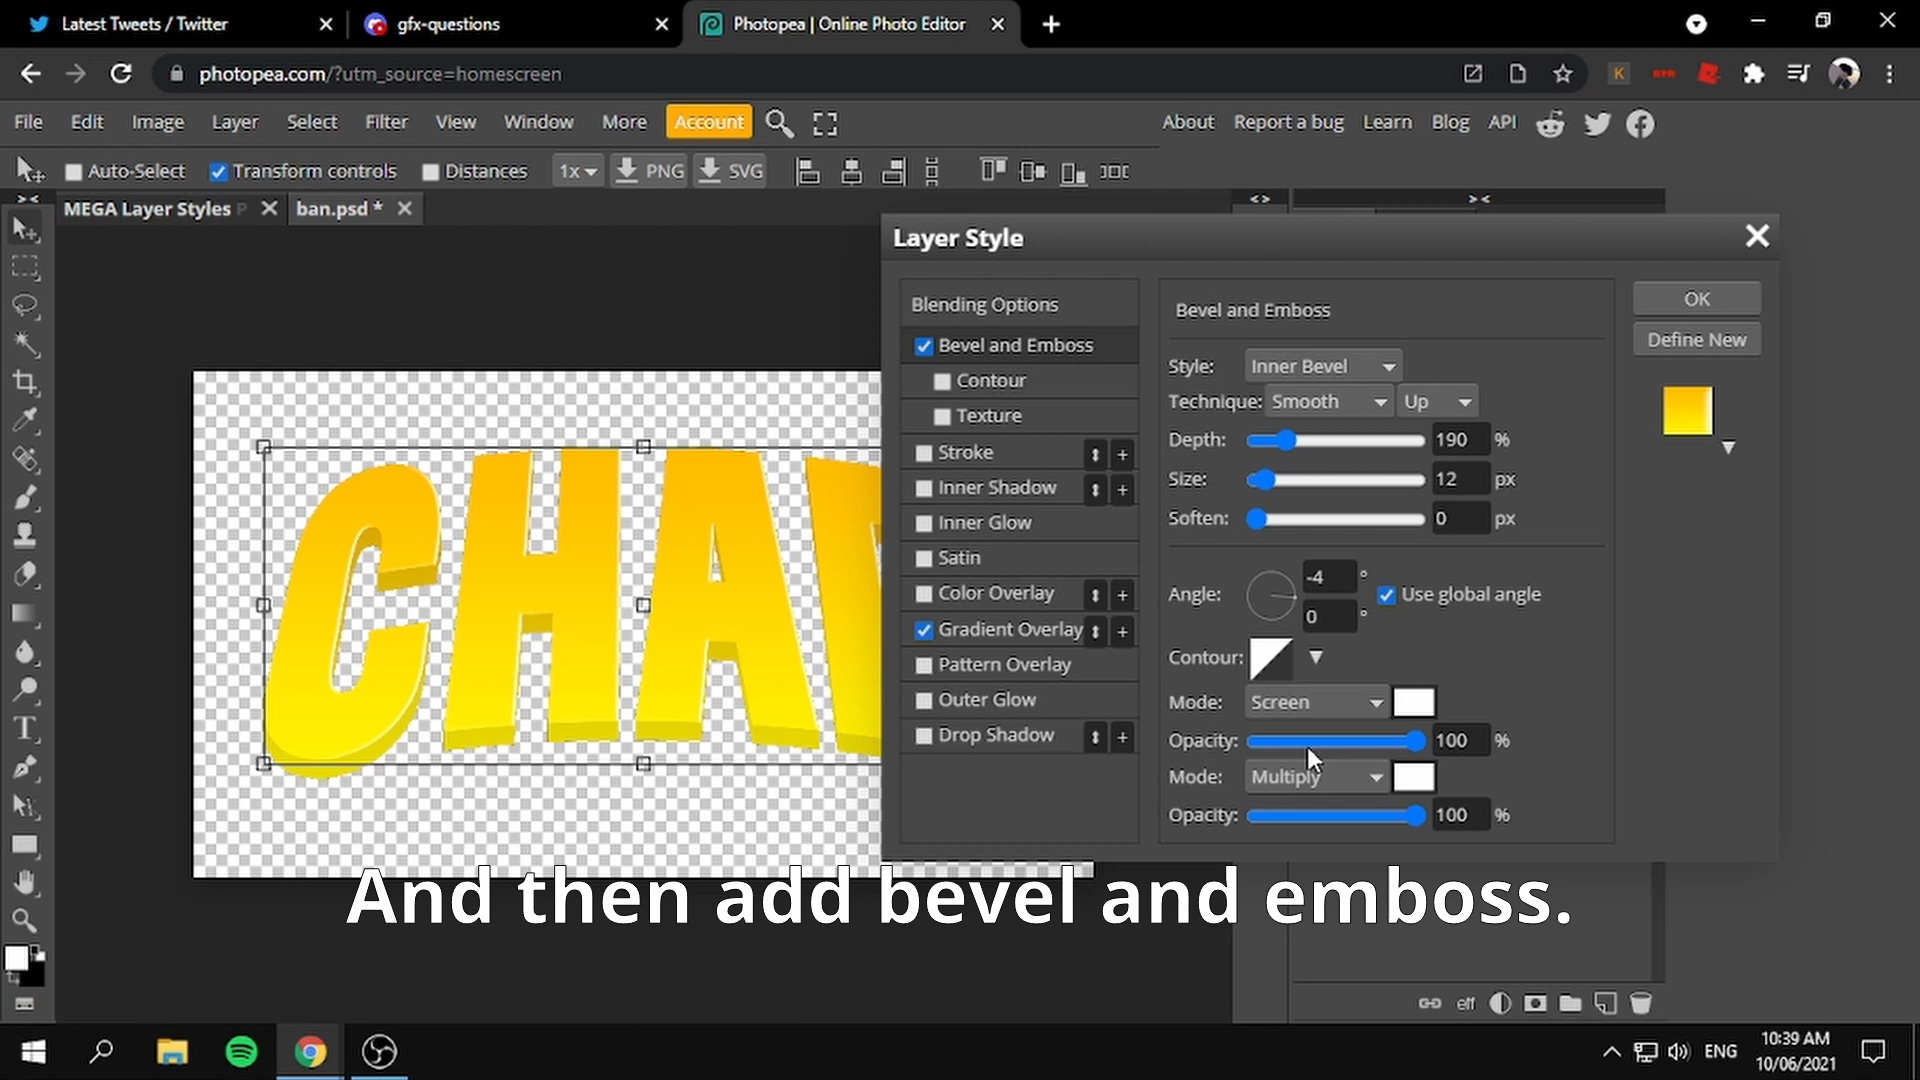 Latest Tweets / Twitter
gfx-questions
Photopea | Online Photo Editor
photopea.com/?utm_source=homescreen
File Edit Image Layer Select Filter View Window More Account
About Report a bug Learn Blog API
Auto-Select Transform controls Distances 1x PNG SVG
MEGA Layer Styles P
ban.psd *
Layer Style
Blending Options
Bevel and Emboss
Contour
Texture
Stroke
Inner Shadow
Inner Glow
Satin
Color Overlay
Gradient Overlay
Pattern Overlay
Outer Glow
Drop Shadow
Bevel and Emboss
Style: Inner Bevel
Technique: Smooth Up
Depth: 190 %
Size: 12 px
Soften: 0 px
Angle: -4 °
0 °
Use global angle
Contour:
Mode: Screen
Opacity: 100 %
Mode: Multiply
Opacity: 100 %
OK
Define New
CHA
And then add bevel and emboss.
eff
ENG
10:39 AM
10/06/2021